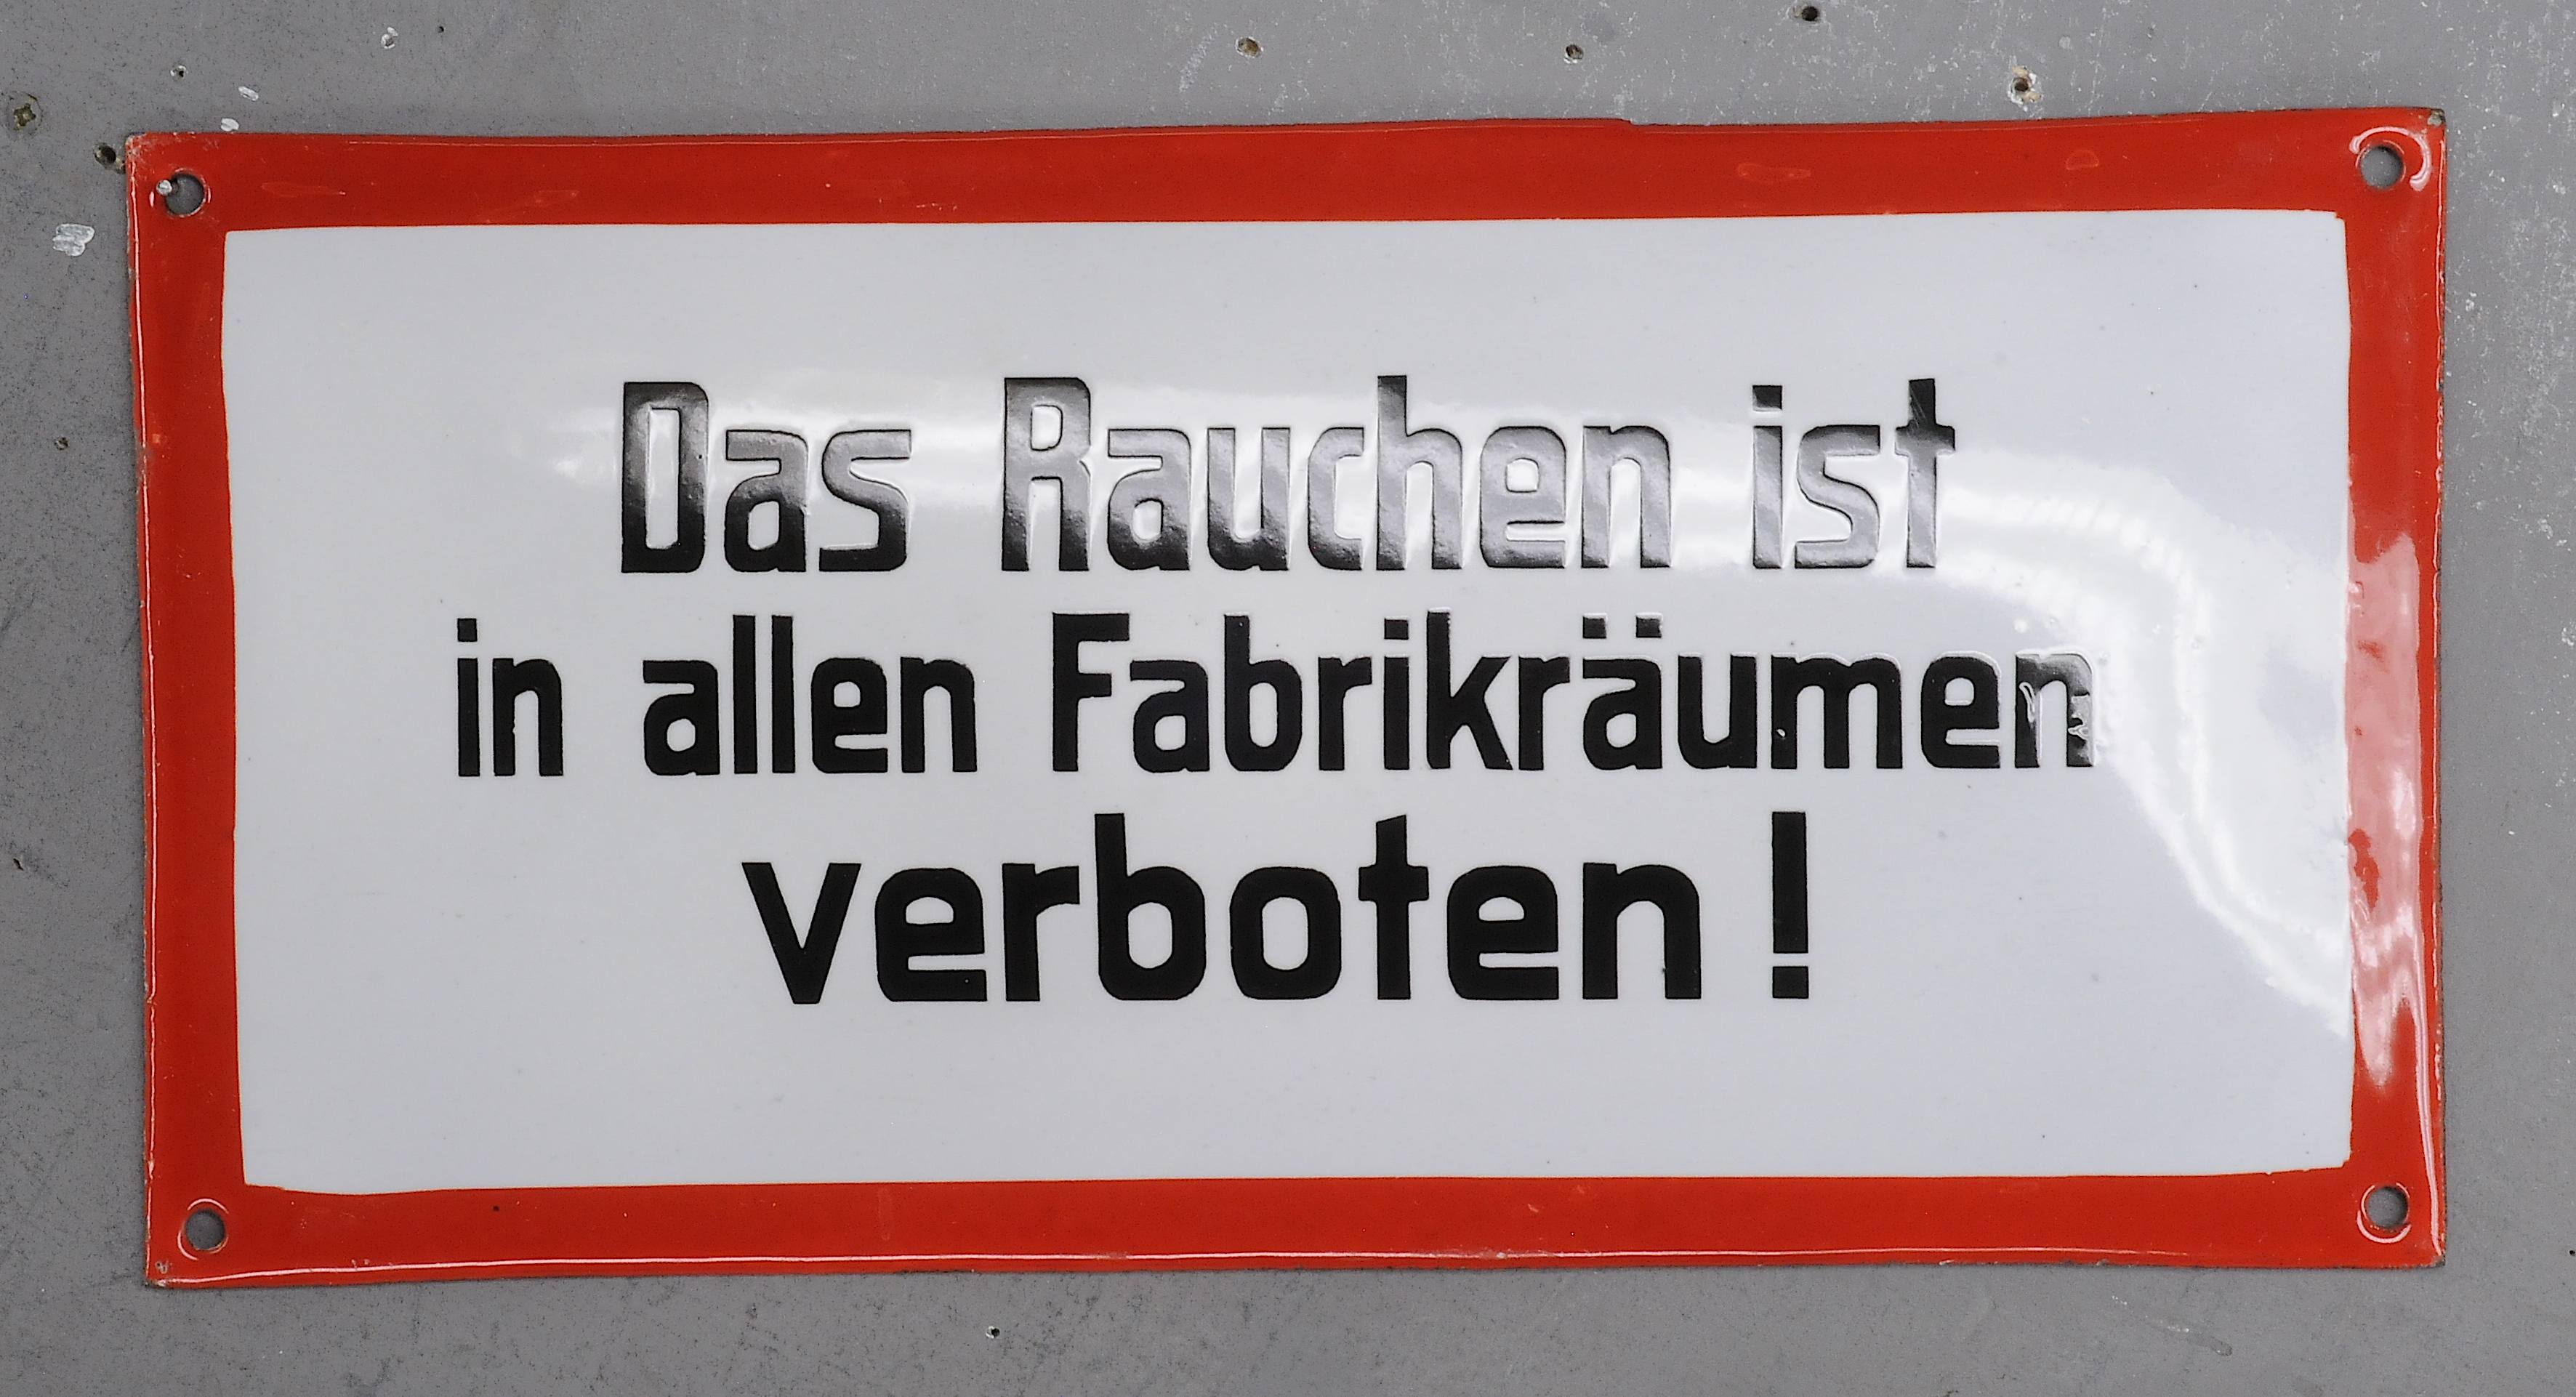 Das Rauchen ist
in allen Fabrikräumen
verboten !